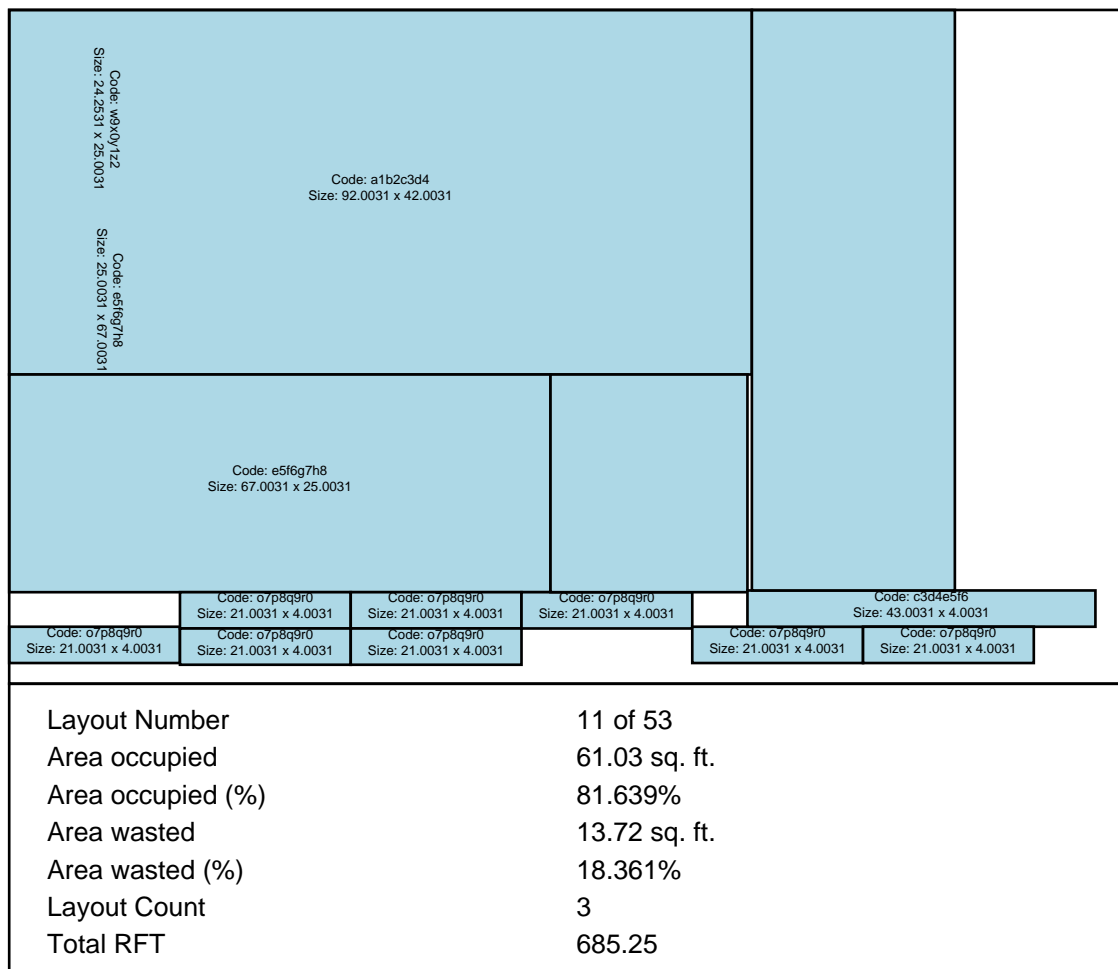 Code: w9x0y1z2
Size: 24.2531 x 25.0031
Code: a1b2c3d4
Size: 92.0031 x 42.0031
Code: e5f6g7h8
Size: 25.0031 x 67.0031
Code: e5f6g7h8
Size: 67.0031 x 25.0031
Code: o7p8q9r0
Size: 21.0031 x 4.0031
Code: o7p8q9r0
Size: 21.0031 x 4.0031
Code: o7p8q9r0
Size: 21.0031 x 4.0031
Code: c3d4e5f6
Size: 43.0031 x 4.0031
Code: o7p8q9r0
Size: 21.0031 x 4.0031
Code: o7p8q9r0
Size: 21.0031 x 4.0031
Code: o7p8q9r0
Size: 21.0031 x 4.0031
Code: o7p8q9r0
Size: 21.0031 x 4.0031
Code: o7p8q9r0
Size: 21.0031 x 4.0031
Layout Number 11 of 53
Area occupied 61.03 sq. ft.
Area occupied (%) 81.639%
Area wasted 13.72 sq. ft.
Area wasted (%) 18.361%
Layout Count 3
Total RFT 685.25